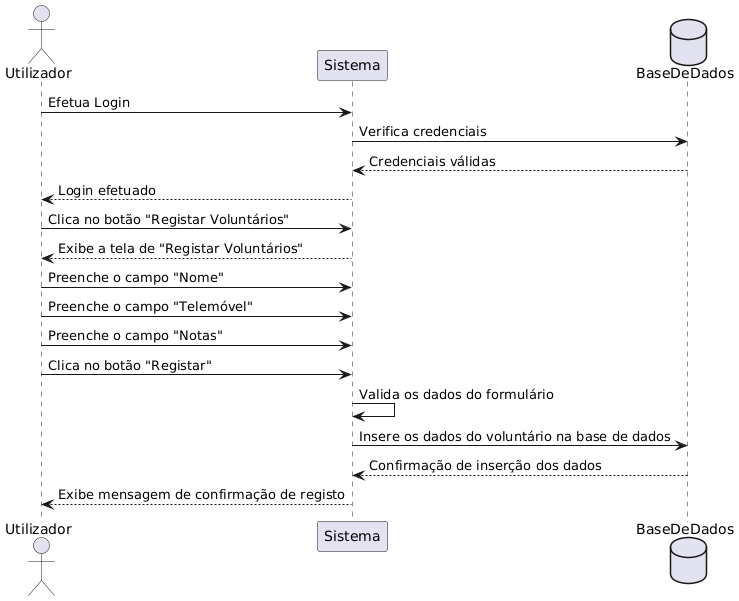 Utilizador
Sistema
BaseDeDados
Efetua Login
Verifica credenciais
Credenciais válidas
Login efetuado
Clica no botão "Registar Voluntários"
Exibe a tela de "Registar Voluntários"
Preenche o campo "Nome"
Preenche o campo "Telemóvel"
Preenche o campo "Notas"
Clica no botão "Registar"
Valida os dados do formulário
Insere os dados do voluntário na base de dados
Confirmação de inserção dos dados
Exibe mensagem de confirmação de registo
Utilizador
Sistema
BaseDeDados